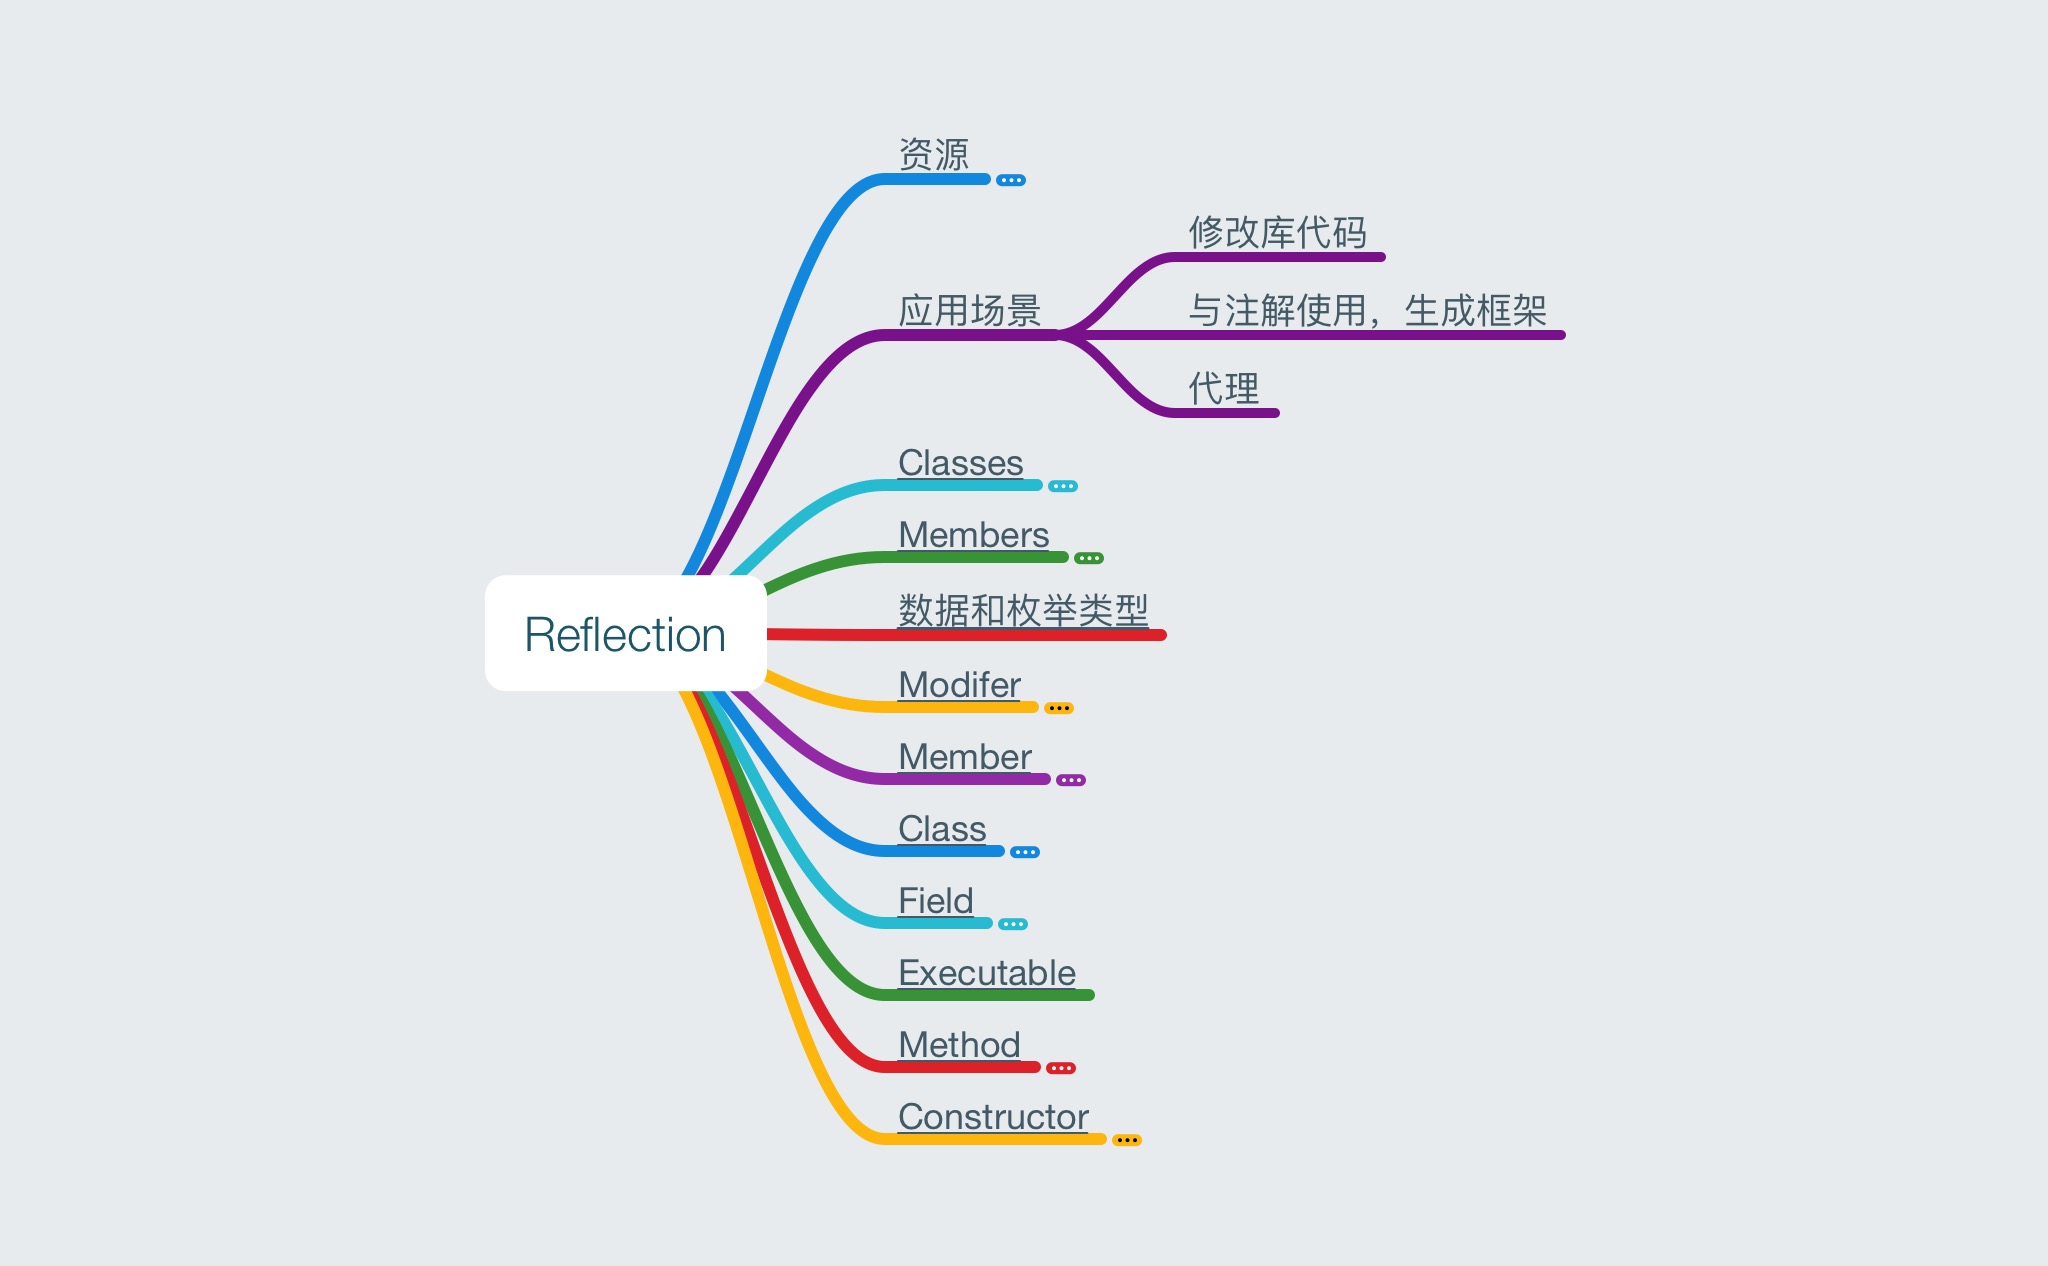 资源
修改库代码
应用场景
与注解使用，生成框架
代理
Classes
Members
Reflection
数据和枚举类型
Modifer
Member
Class
Field
Executable
Method
Constructor